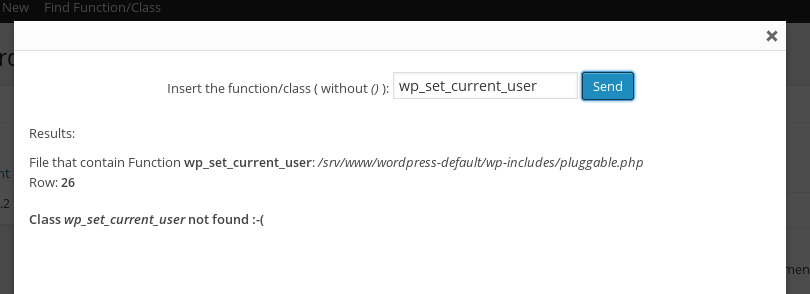 New Find Function/Class
Insert the function/class ( without () ): wp_set_current_user Send
Results:
File that contain Function wp_set_current_user: /srv/www/wordpress-default/wp-includes/pluggable.php
Row: 26
.2
Class wp_set_current_user not found :-(